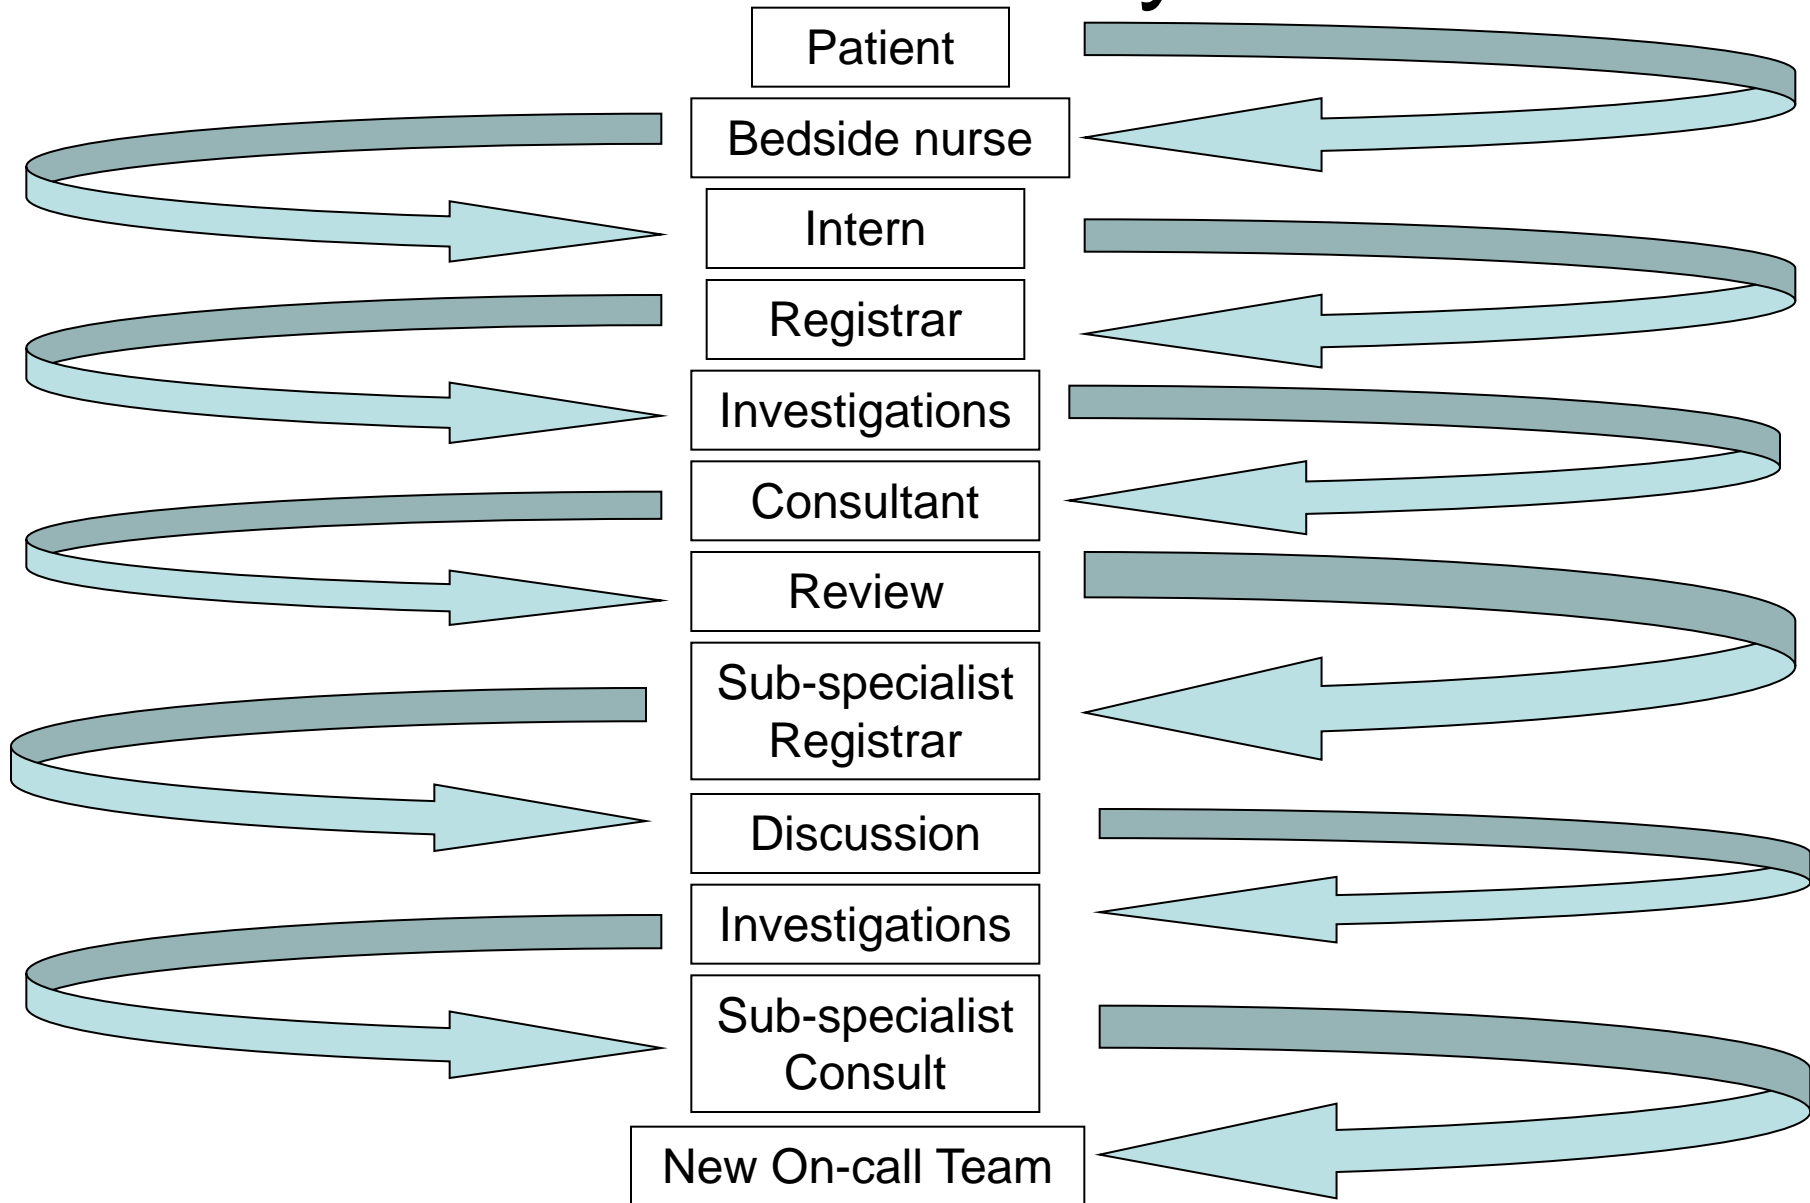 Patient
Bedside nurse
Intern
Registrar
Investigations
Consultant
Review
Sub-specialist
Registrar
Discussion
Investigations
Sub-specialist
Consult
New On-call Team